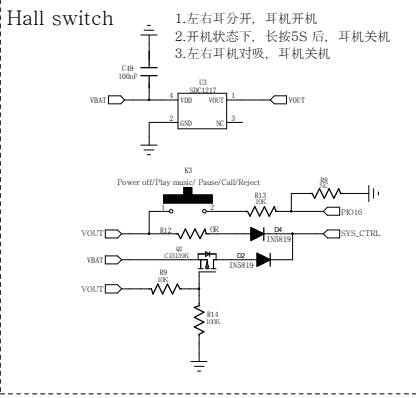 Hall switch
1.左右耳分开, 耳机开机
2.开机状态下, 长按5S 后, 耳机关机
3.左右耳机对吸, 耳机关机
C49
100nF
U3
SDC1217
VBAT
4
VDD
VOUT
1
VOUT
2
GND
NC
3
K3
Power off/Play music/ Pause/Call/Reject
1
2
R13
10K
R8
PIO16
VOUT
R12
0R
D4
IN5819
SYS_CTRL
Q2
CJ3139K
VBAT
D2
IN5819
R9
10K
VOUT
R14
100K